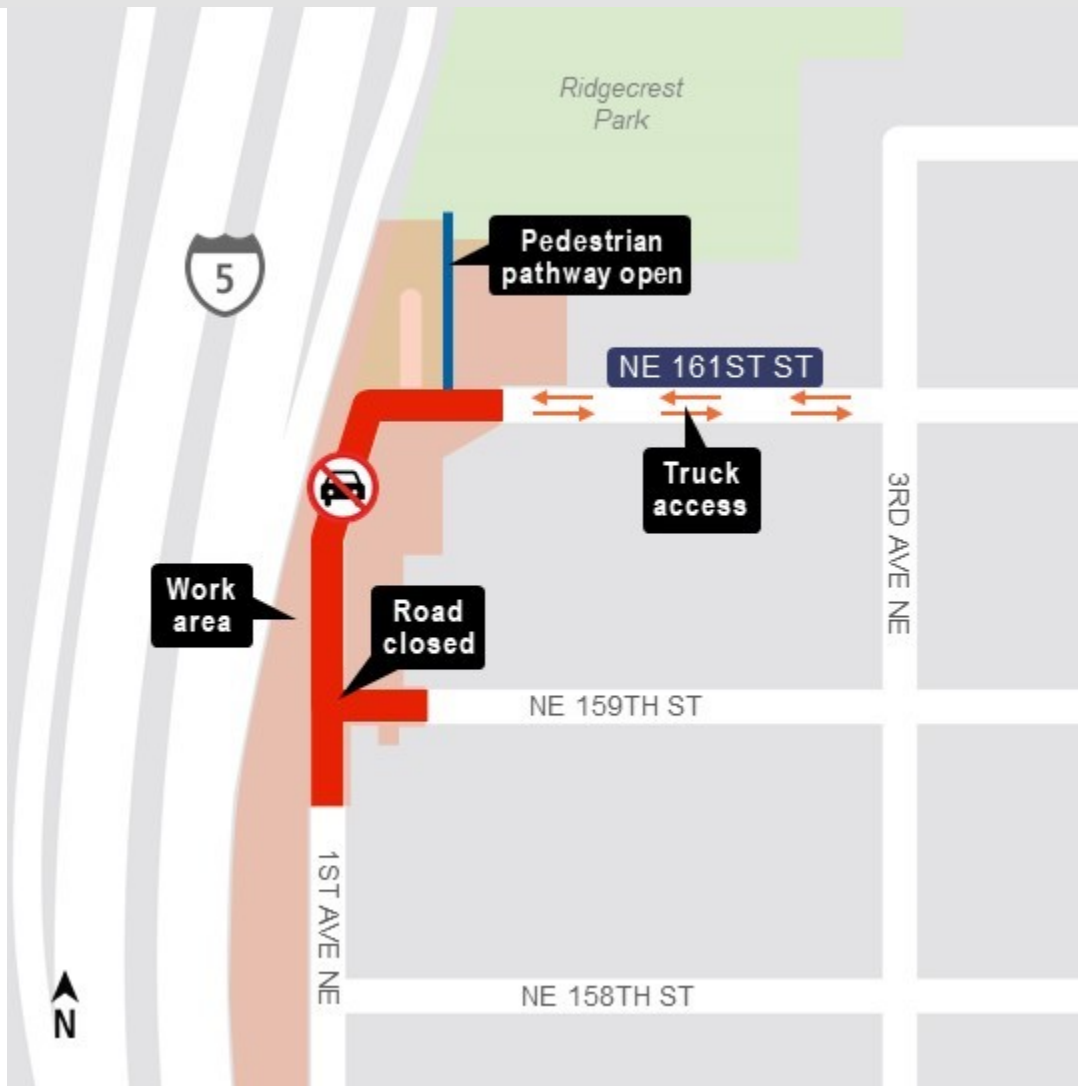 Ridgecrest
Park
5
Pedestrian
pathway open
NE 161ST ST
Truck
access
3RD AVE NE
Work
area
Road
closed
NE 159TH ST
1ST AVE NE
NE 158TH ST
N